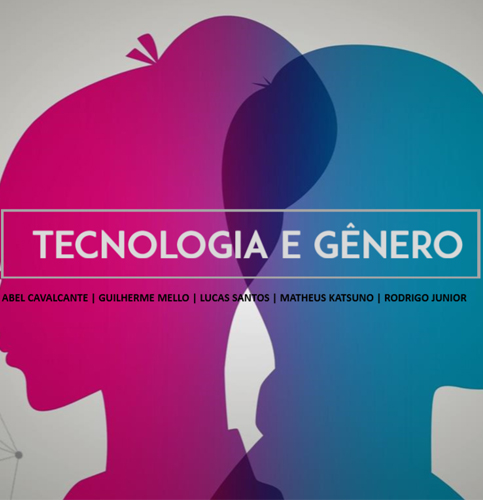 TECNOLOGIA E GÊNERO
ABEL CAVALCANTE | GUILHERME MELLO | LUCAS SANTOS | MATHEUS KATSUNO | RODRIGO JUNIOR